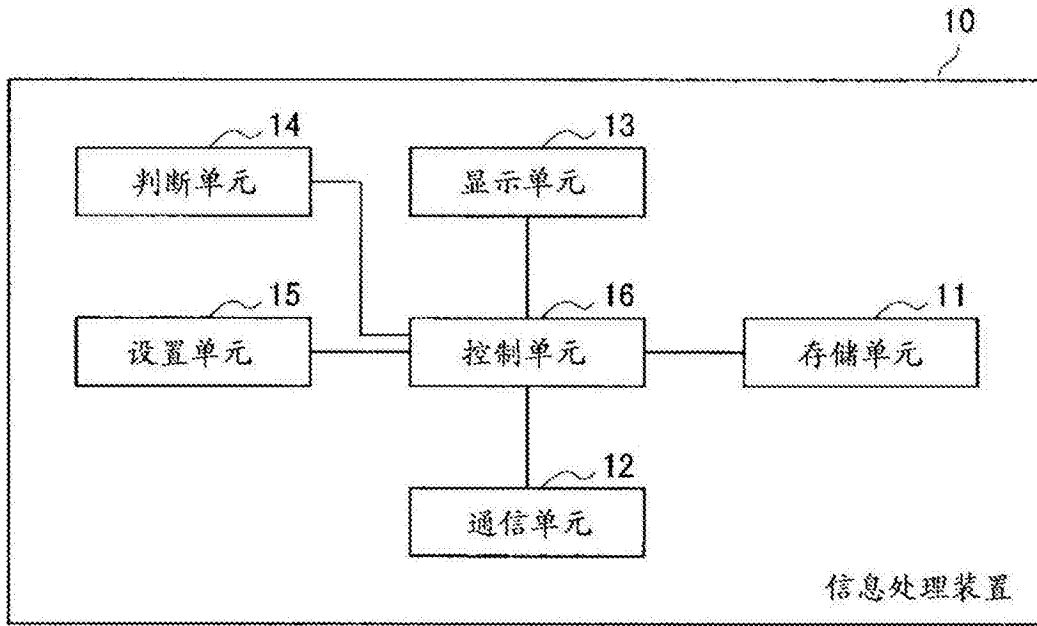 10
14
判断单元
13
显示单元
15
设置单元
16
控制单元
11
存储单元
12
通信单元
信息处理装置